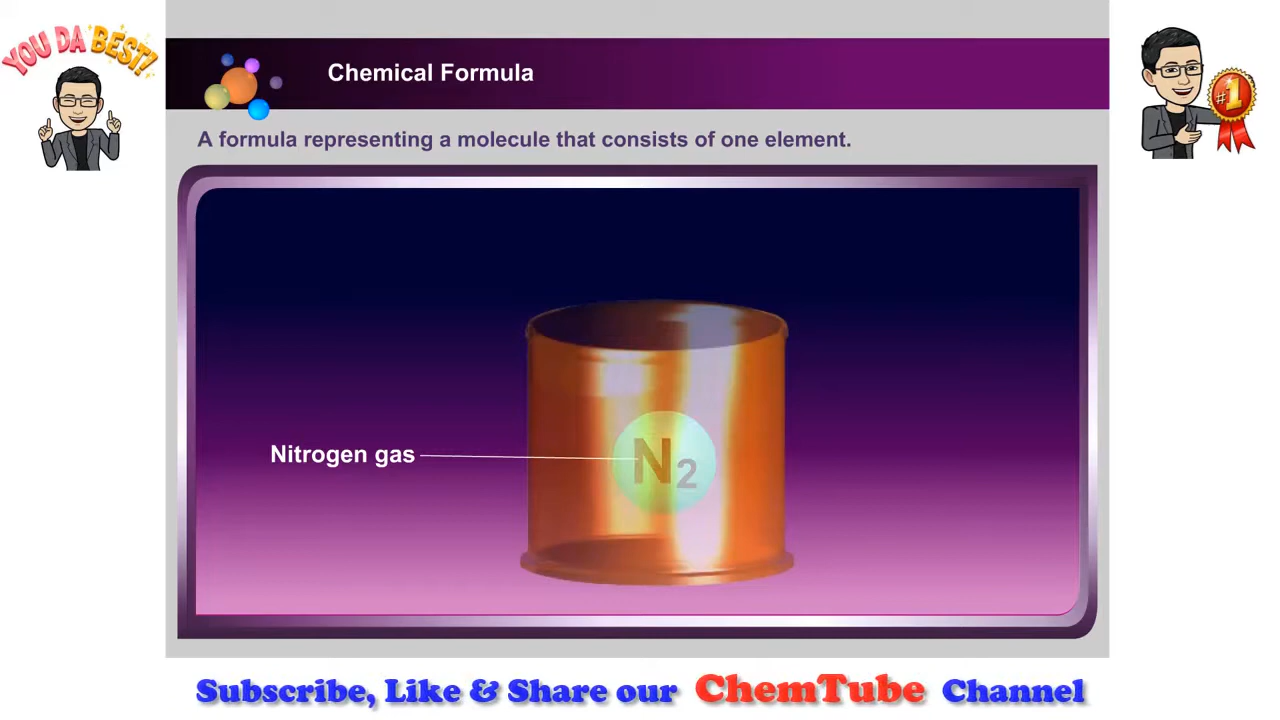 YOU DA BEST!
#1
Chemical Formula
A formula representing a molecule that consists of one element.
Nitrogen gas
N2
Subscribe, Like & Share our ChemTube Channel